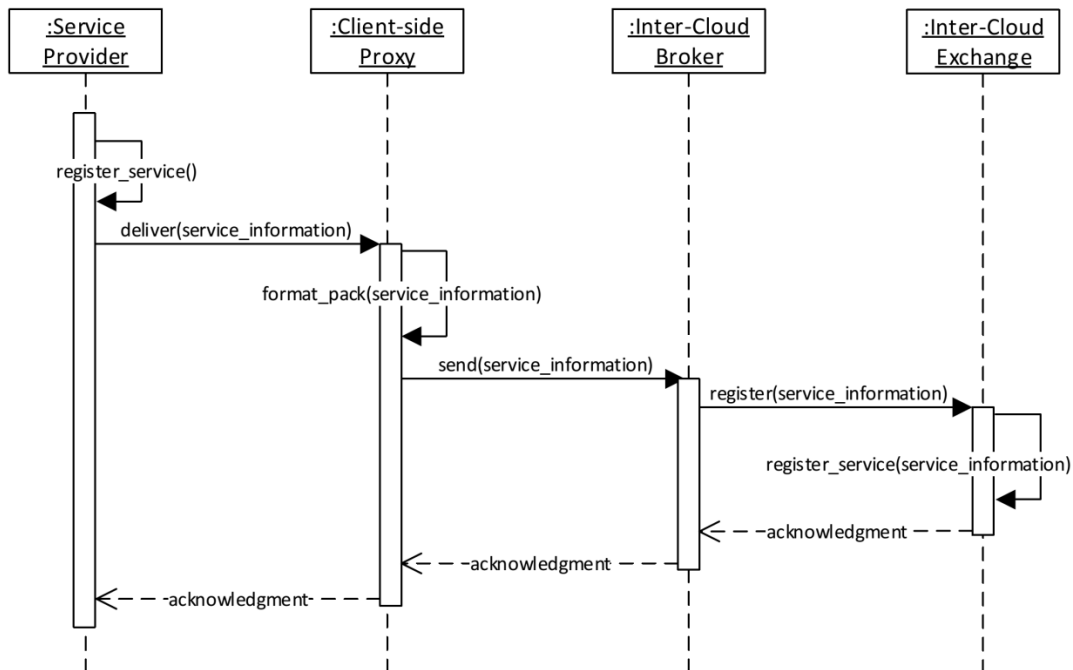 :Service
Provider
:Client-side
Proxy
:Inter-Cloud
Broker
:Inter-Cloud
Exchange
register_service()
deliver(service_information)
format_pack(service_information)
send(service_information)
register(service_information)
register_service(service_information)
acknowledgment
acknowledgment
acknowledgment